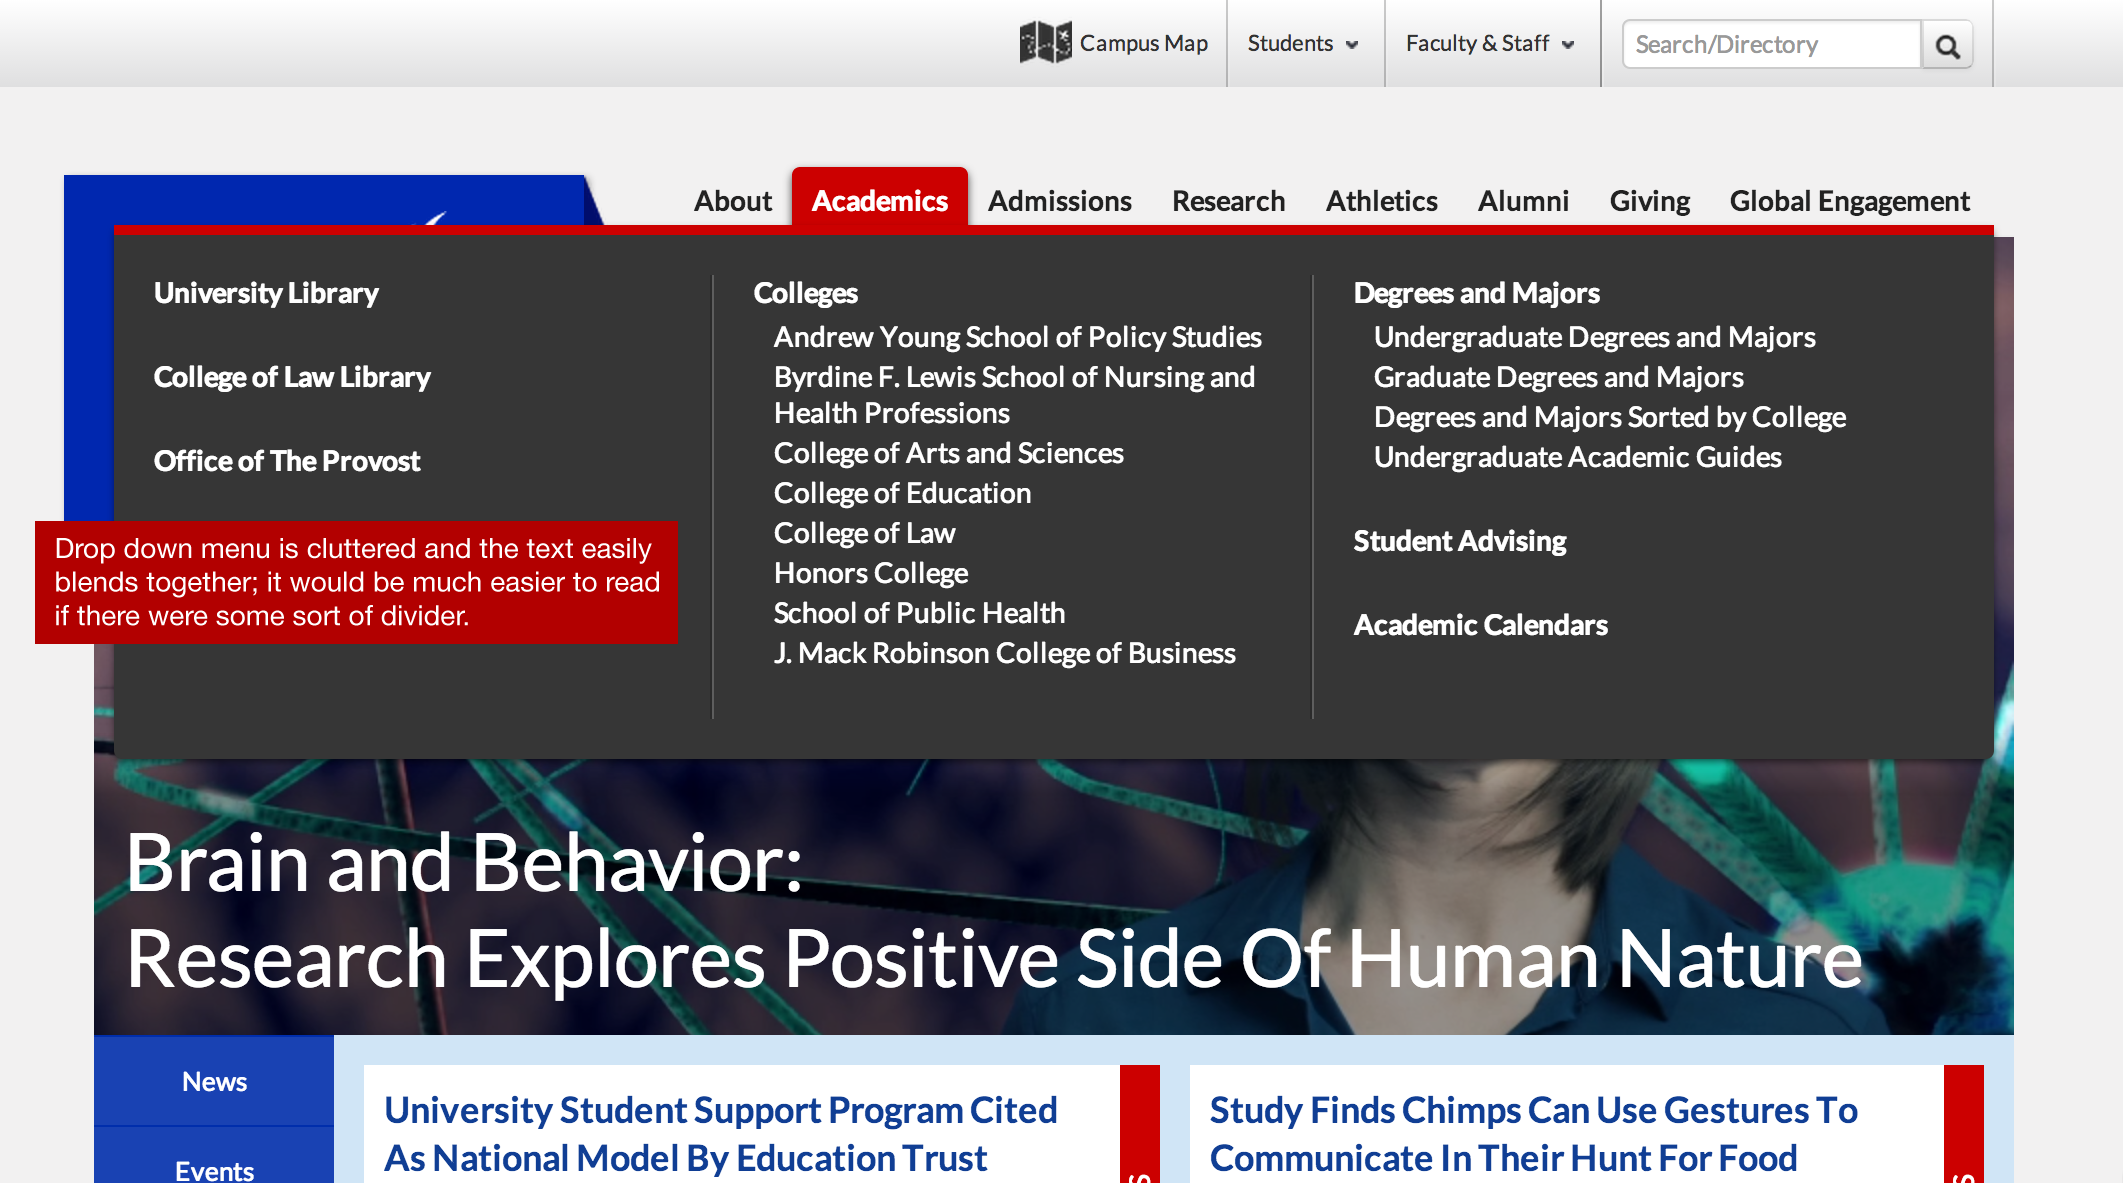 Campus Map
Students
Faculty & Staff
Search/Directory
About
Academics
Admissions
Research
Athletics
Alumni
Giving
Global Engagement
University Library
College of Law Library
Office of The Provost
Colleges
Andrew Young School of Policy Studies
Byrdine F. Lewis School of Nursing and
Health Professions
College of Arts and Sciences
College of Education
College of Law
Honors College
School of Public Health
J. Mack Robinson College of Business
Degrees and Majors
Undergraduate Degrees and Majors
Graduate Degrees and Majors
Degrees and Majors Sorted by College
Undergraduate Academic Guides
Student Advising
Academic Calendars
Drop down menu is cluttered and the text easily
blends together; it would be much easier to read
if there were some sort of divider.
Brain and Behavior:
Research Explores Positive Side Of Human Nature
News
Events
University Student Support Program Cited
As National Model By Education Trust
Study Finds Chimps Can Use Gestures To
Communicate In Their Hunt For Food